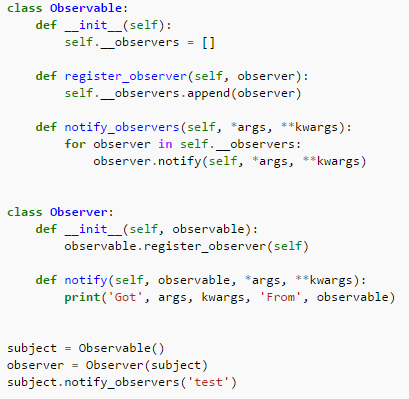 class Observable:
    def __init__(self):
        self.__observers = []

    def register_observer(self, observer):
        self.__observers.append(observer)

    def notify_observers(self, *args, **kwargs):
        for observer in self.__observers:
            observer.notify(self, *args, **kwargs)


class Observer:
    def __init__(self, observable):
        observable.register_observer(self)

    def notify(self, observable, *args, **kwargs):
        print('Got', args, kwargs, 'From', observable)


subject = Observable()
observer = Observer(subject)
subject.notify_observers('test')